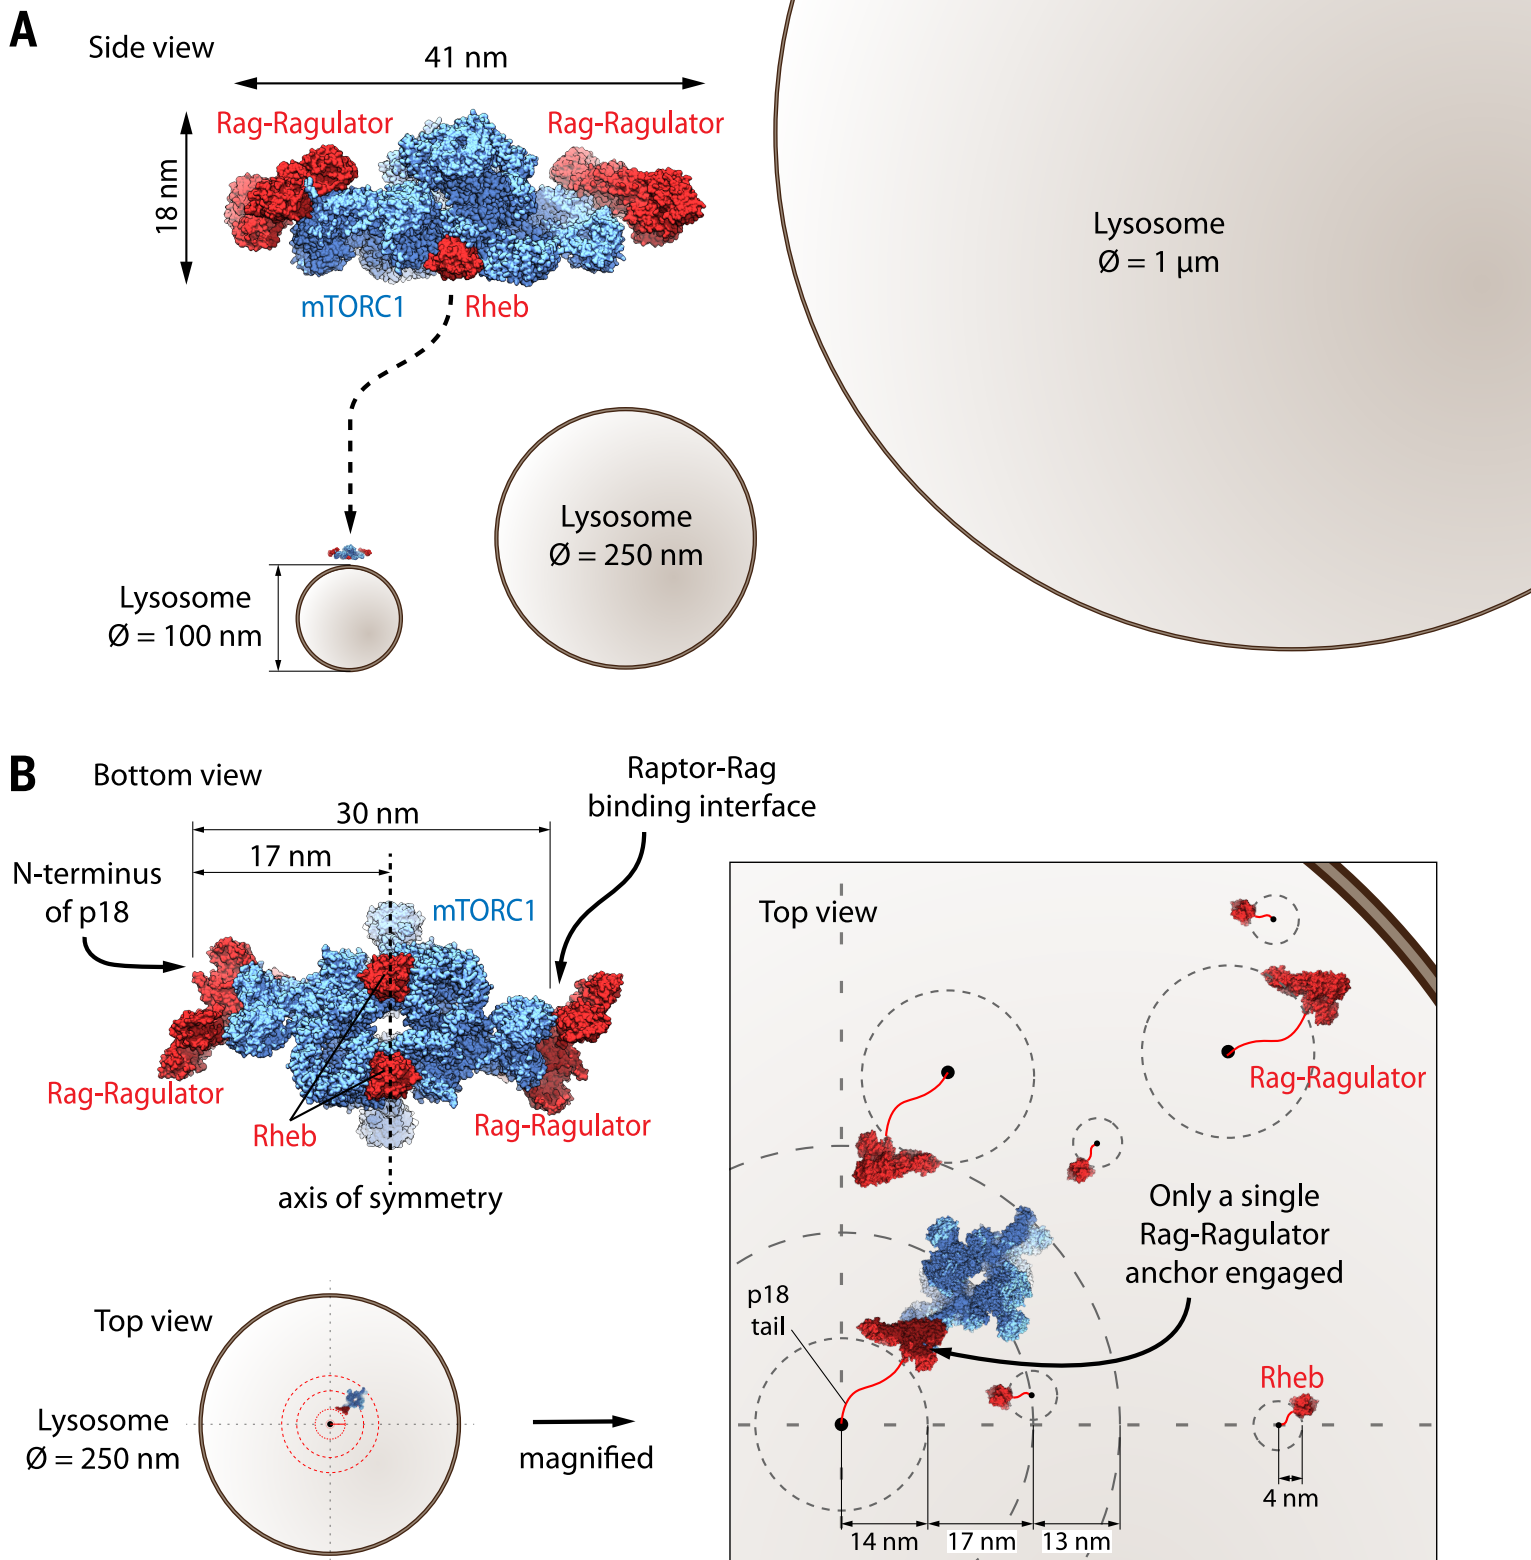 A
Side view
41 nm
Rag-Ragulator
Rag-Ragulator
18 nm
mTORC1
Rheb
Lysosome
Ø = 1 µm
Lysosome
Ø = 250 nm
Lysosome
Ø = 100 nm
B
Bottom view
Raptor-Rag
binding interface
30 nm
17 nm
N-terminus
of p18
mTORC1
Rag-Ragulator
Rheb
Rag-Ragulator
axis of symmetry
Top view
Lysosome
Ø = 250 nm
magnified
Top view
Rag-Ragulator
Only a single
Rag-Ragulator
anchor engaged
p18
tail
Rheb
4 nm
14 nm
17 nm
13 nm